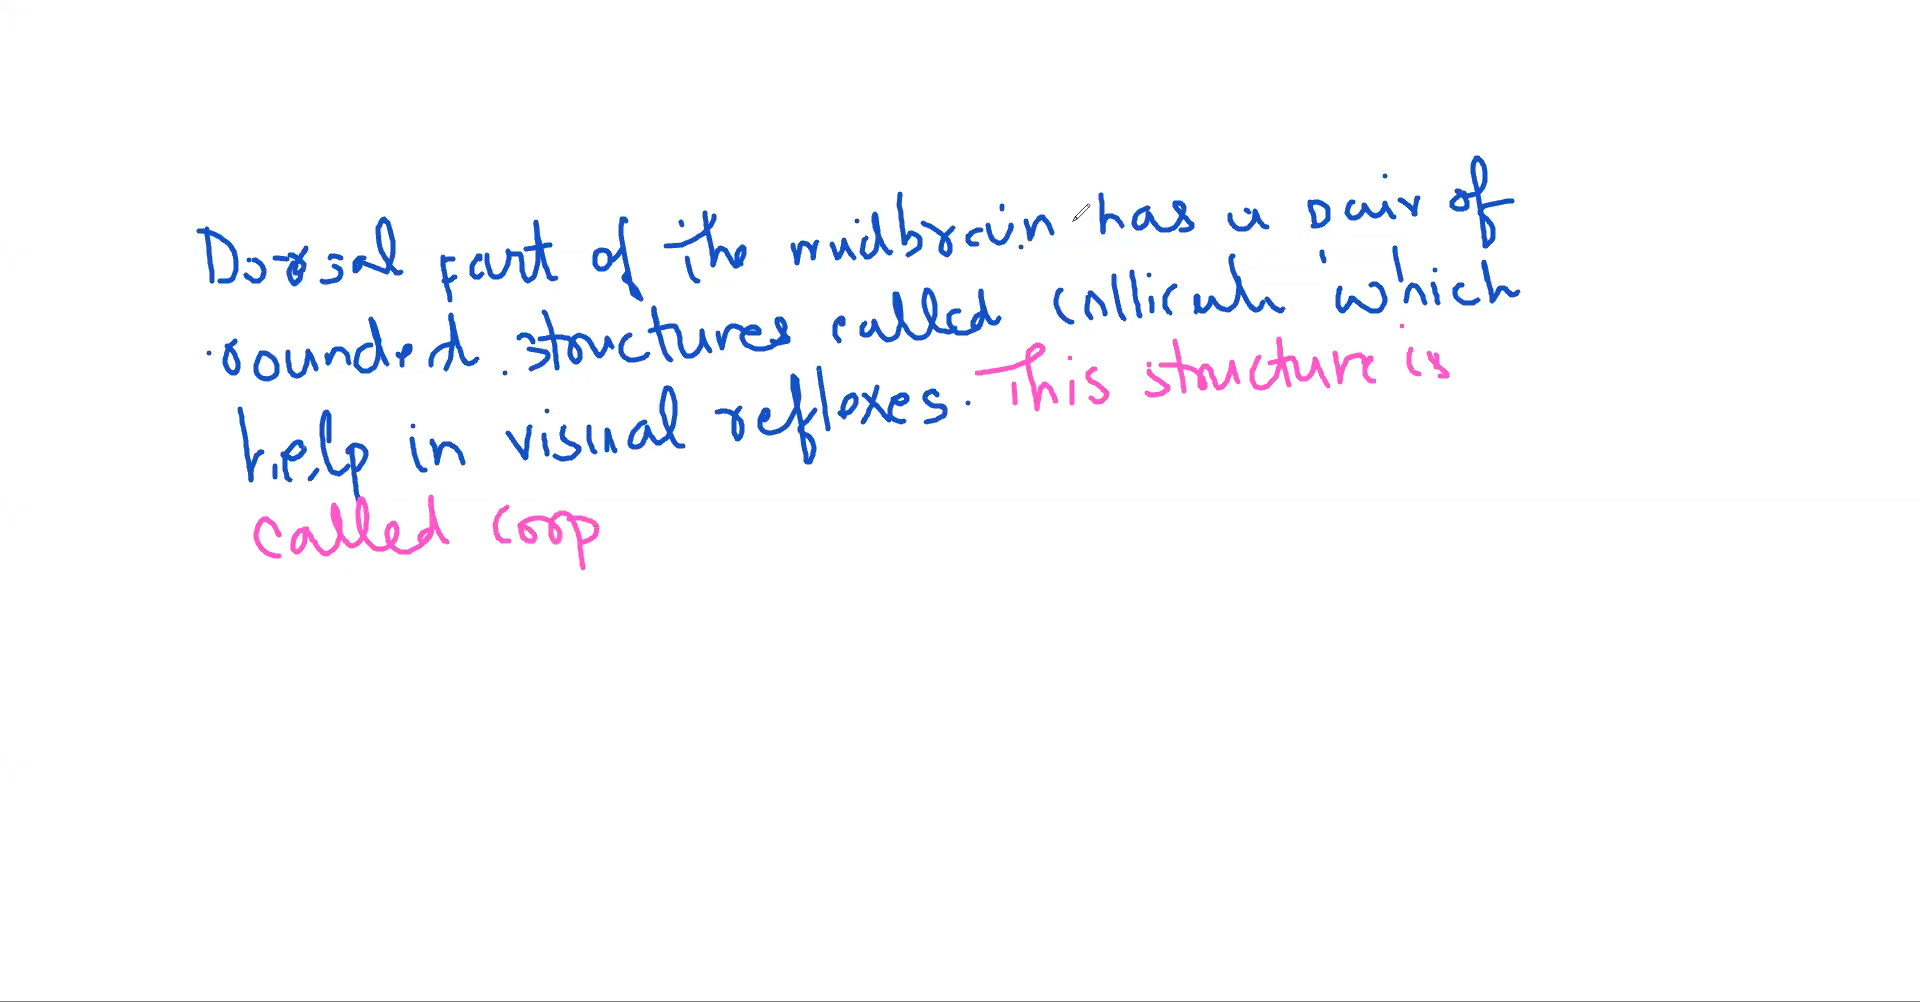 Dorsal part of the midbrain has a pair of
rounded structures called colliculi which
help in visual reflexes. This structure is
called corp